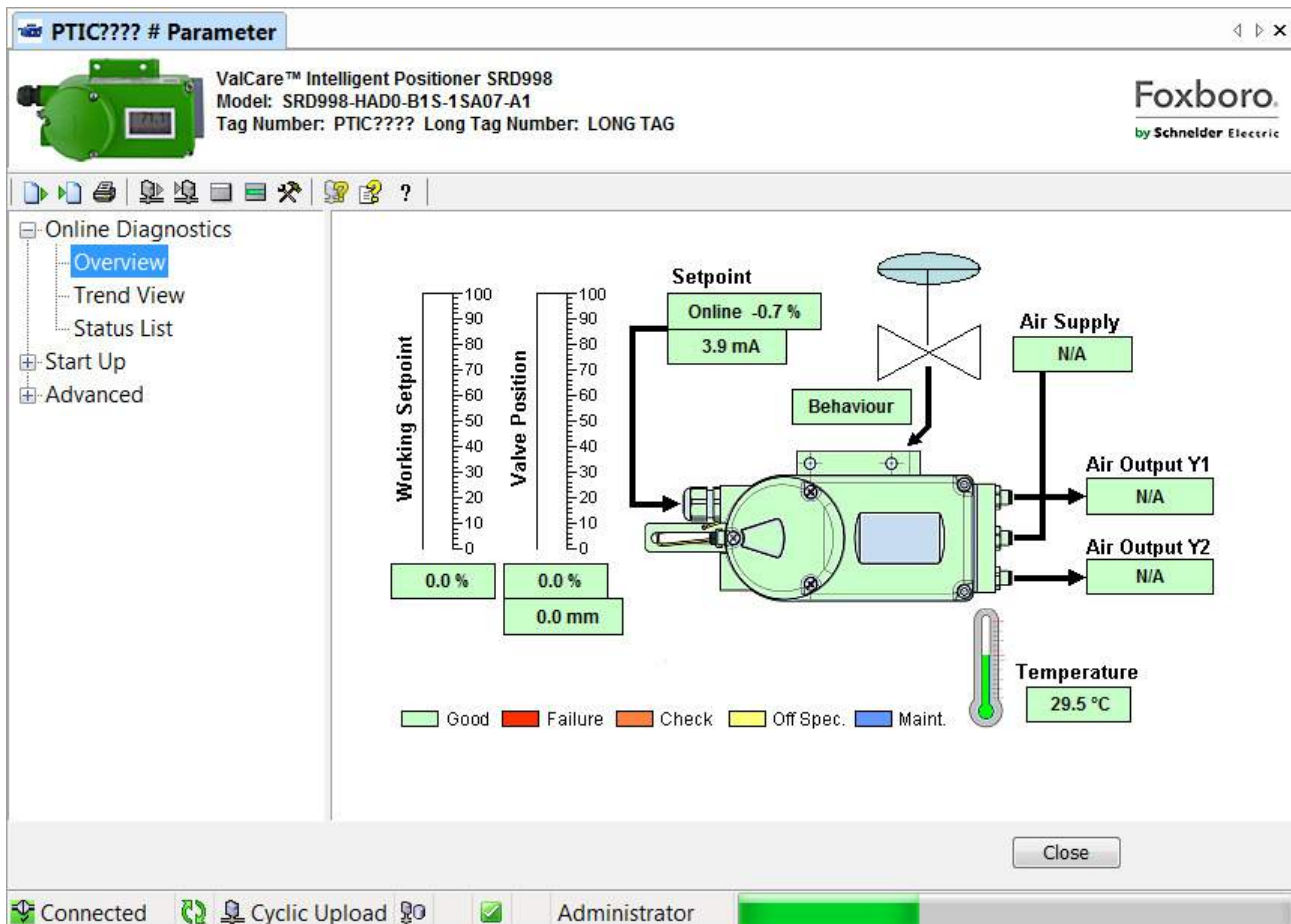 PTIC???? # Parameter
ValCare™ Intelligent Positioner SRD998
Model: SRD998-HAD0-B1S-1SA07-A1
Tag Number: PTIC???? Long Tag Number: LONG TAG
71.1
Foxboro.
by Schneider Electric
?
Online Diagnostics
Overview
Trend View
Status List
Start Up
Advanced
Working Setpoint
100
90
80
70
60
50
40
30
20
10
0
0.0 %
Valve Position
100
90
80
70
60
50
40
30
20
10
0
0.0 %
0.0 mm
Setpoint
Online -0.7 %
3.9 mA
Behaviour
Air Supply
N/A
Air Output Y1
N/A
Air Output Y2
N/A
Temperature
29.5 °C
Good Failure Check Off Spec. Maint.
Close
Connected Cyclic Upload Administrator